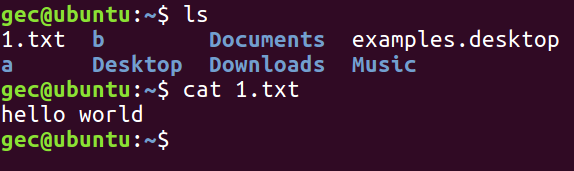 gec@ubuntu:~$ ls
1.txt  b        Documents  examples.desktop
a      Desktop  Downloads  Music
gec@ubuntu:~$ cat 1.txt
hello world
gec@ubuntu:~$